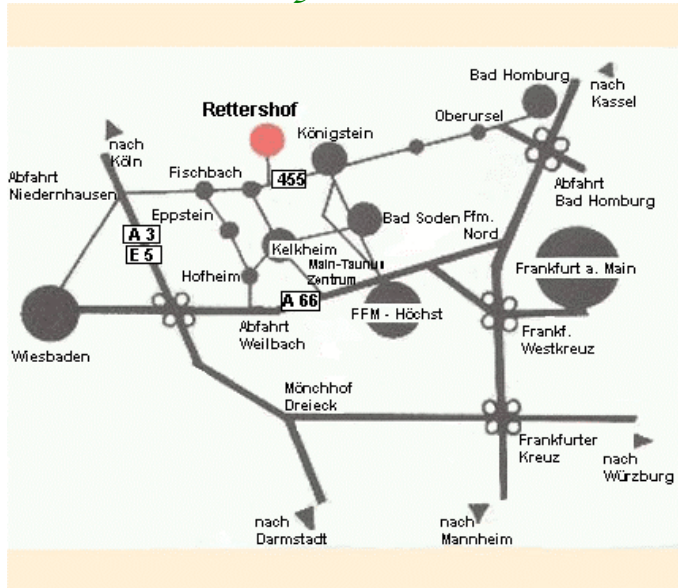 Bad Homburg
nach
Kassel
Rettershof
Oberursel
Königstein
nach
Köln
Fischbach
455
Abfahrt
Niedernhausen
Abfahrt
Bad Homburg
Eppstein
Bad Soden
Ffm.
Nord
A 3
E 5
Kelkheim
Main-Taunus
Zentrum
Frankfurt a. Main
Hofheim
A 66
FFM - Höchst
Abfahrt
Weilbach
Frankf.
Westkreuz
Wiesbaden
Mönchhof
Dreieck
Frankfurter
Kreuz
nach
Würzburg
nach
Darmstadt
nach
Mannheim